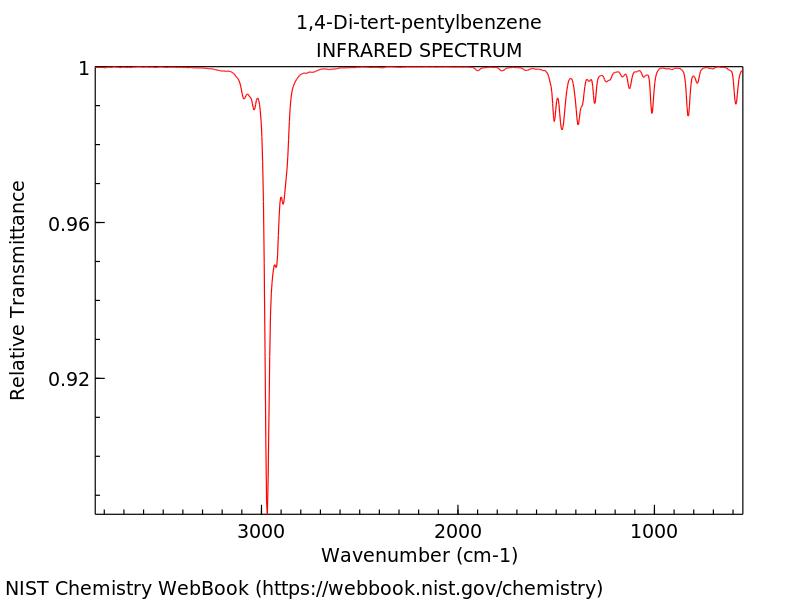 1,4-Di-tert-pentylbenzene
INFRARED SPECTRUM
1
0.96
0.92
Relative Transmittance
3000 2000 1000
Wavenumber (cm-1)
NIST Chemistry WebBook (https://webbook.nist.gov/chemistry)